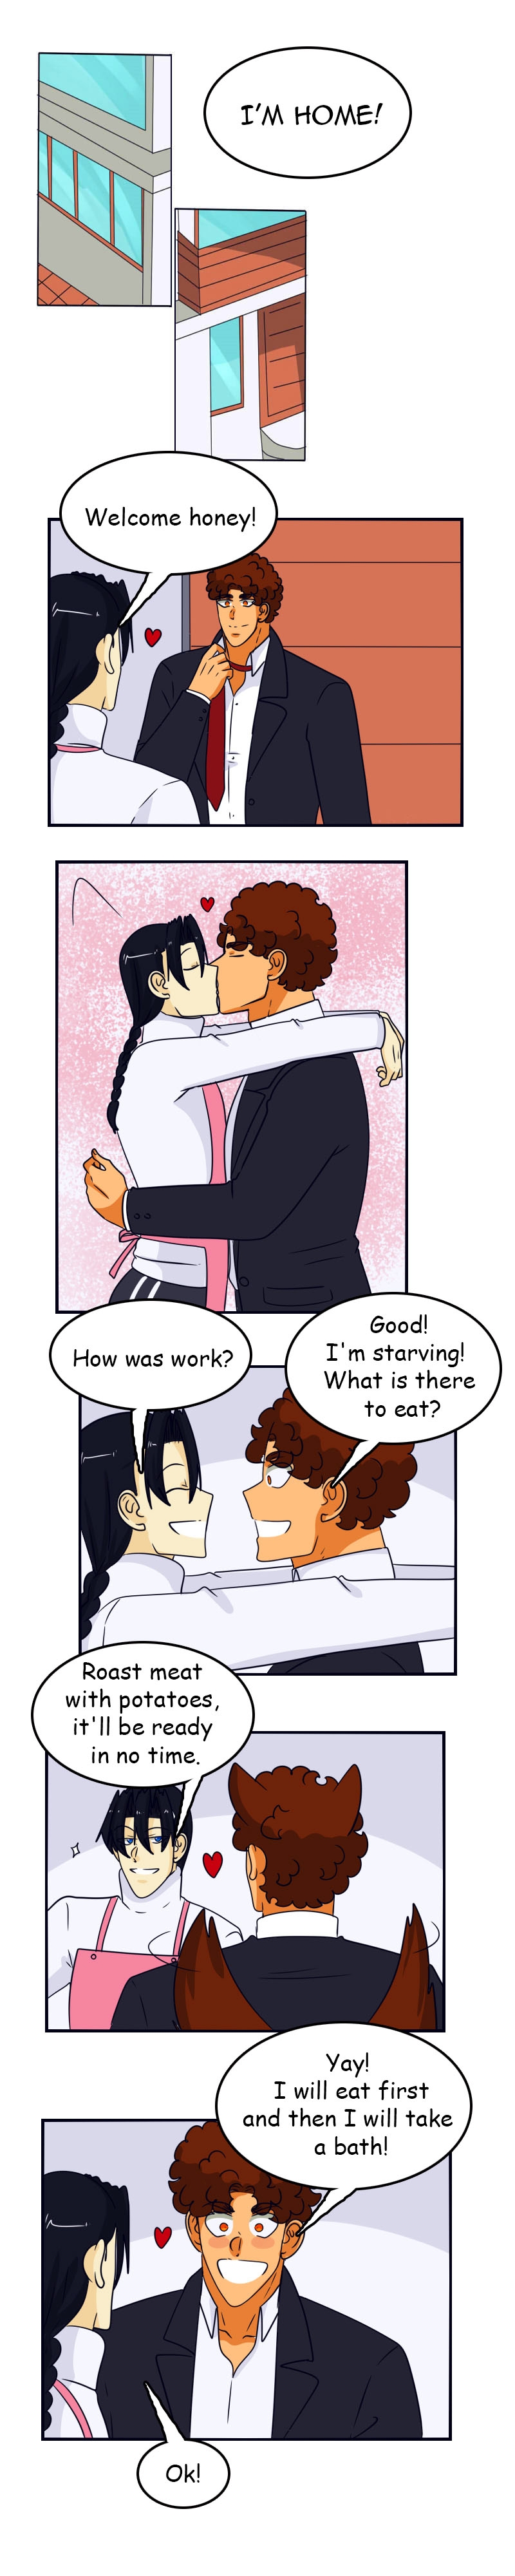 I'M HOME!
Welcome honey!
How was work?
Good!
I'm starving!
What is there
to eat?
Roast meat
with potatoes,
it'll be ready
in no time.
Yay!
I will eat first
and then I will take
a bath!
Ok!